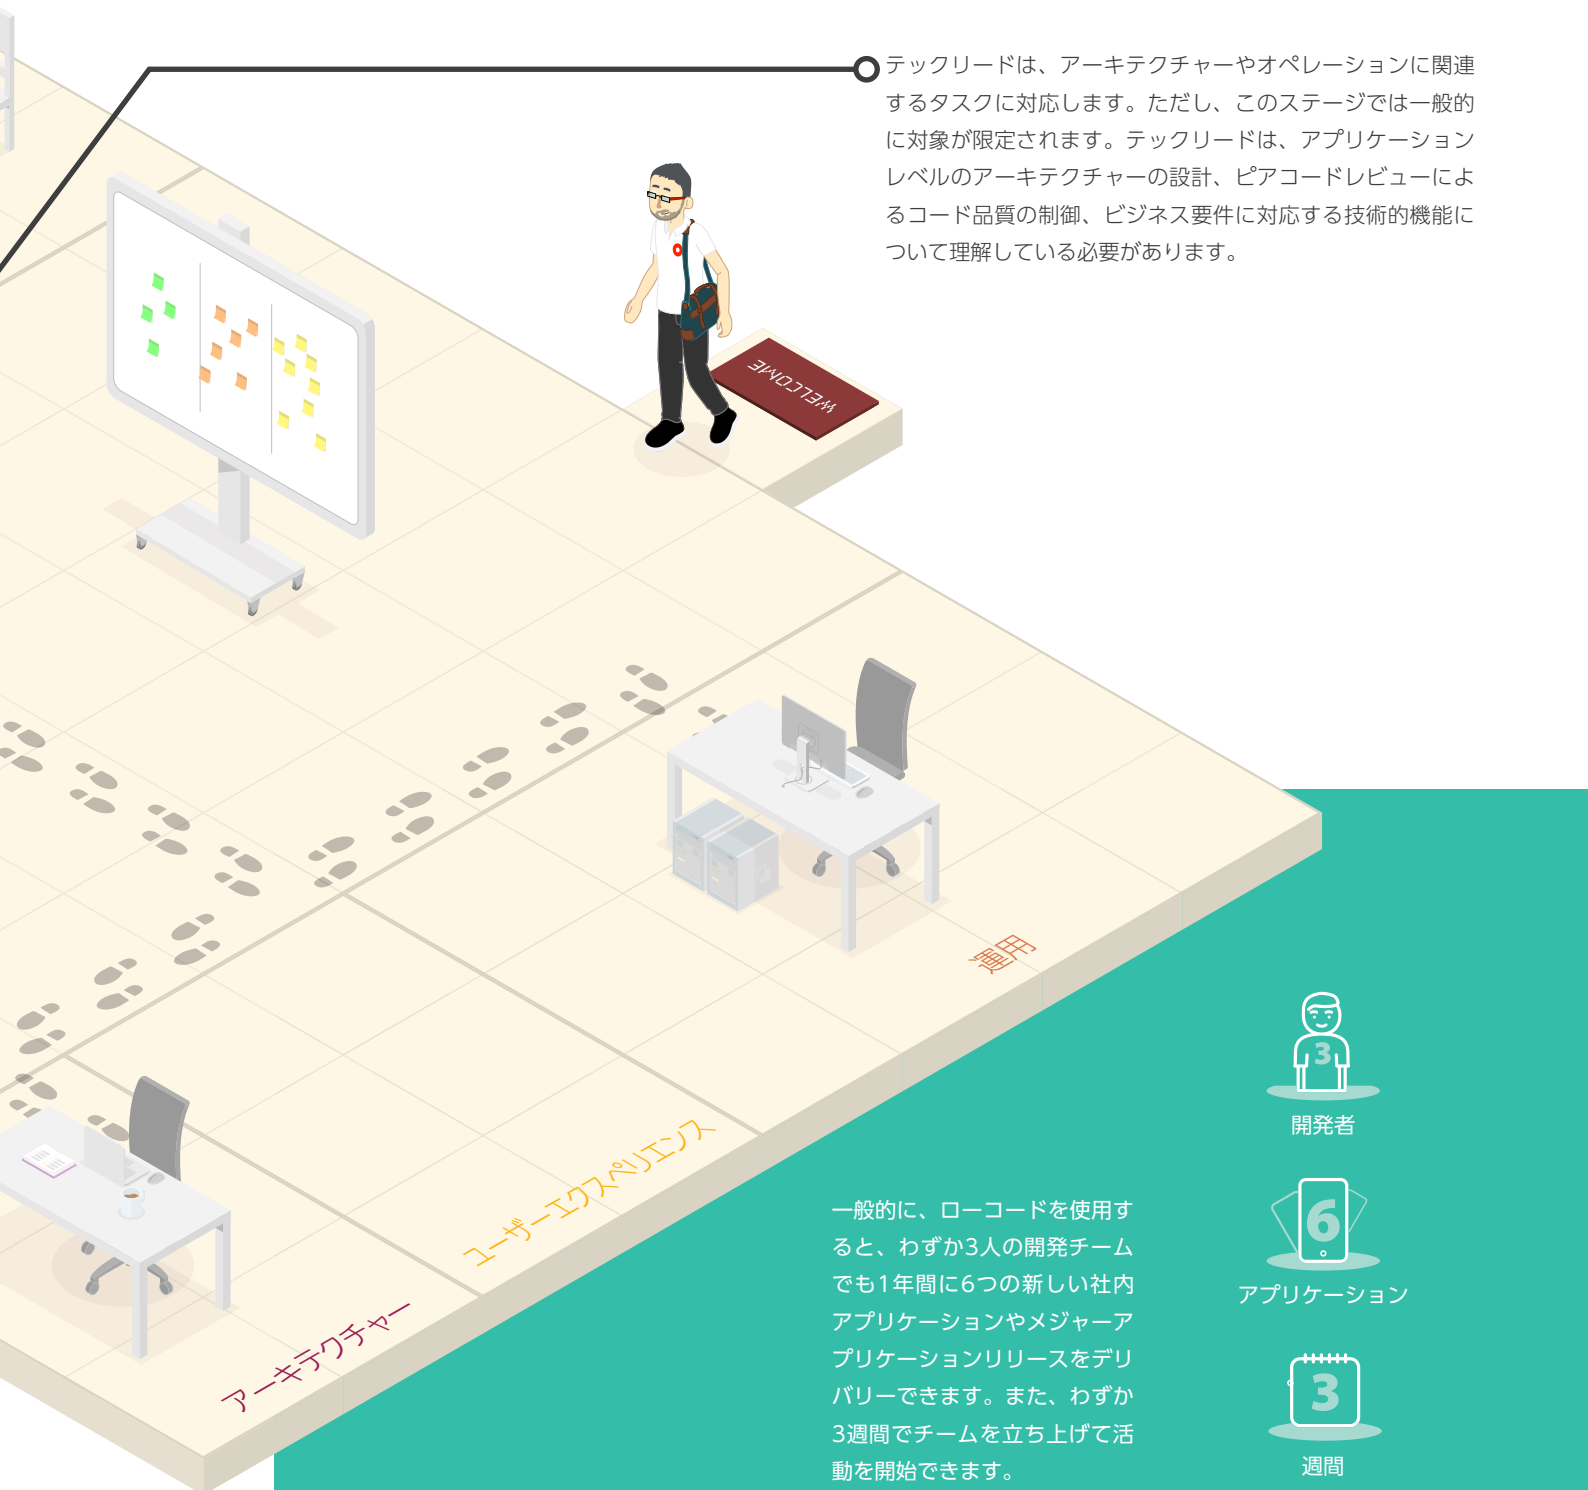 テックリードは、アーキテクチャーやオペレーションに関連
するタスクに対応します。ただし、このステージでは一般的
に対象が限定されます。テックリードは、アプリケーション
レベルのアーキテクチャーの設計、ピアコードレビューによ
るコード品質の制御、ビジネス要件に対応する技術的機能に
ついて理解している必要があります。
WELCOME
運用
ユーザーエクスペリエンス
アーキテクチャー
3
開発者
6
アプリケーション
3
週間
一般的に、ローコードを使用す
ると、わずか3人の開発チーム
でも1年間に6つの新しい社内
アプリケーションやメジャーア
プリケーションリリースをデリ
バリーできます。また、わずか
3週間でチームを立ち上げて活
動を開始できます。